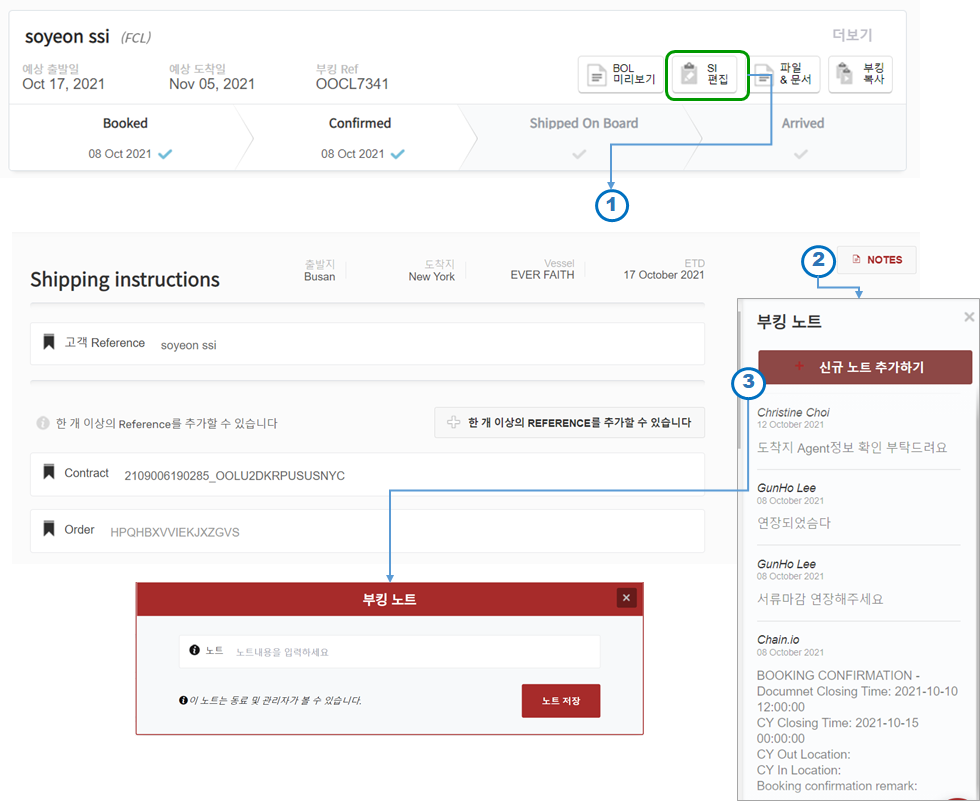 soyeon ssi (FCL)
더보기
예상 출발일 예상 도착일 부킹 Ref
Oct 17, 2021 Nov 05, 2021 OOCL7341
BOL
미리보기
SI
편집
파일
& 문서
부킹
복사
Booked Confirmed Shipped On Board Arrived
08 Oct 2021 08 Oct 2021
1
Shipping instructions
출발지
Busan
도착지
New York
Vessel
EVER FAITH
ETD
17 October 2021
2
NOTES
고객 Reference soyeon ssi
한 개 이상의 Reference를 추가할 수 있습니다
한 개 이상의 REFERENCE를 추가할 수 있습니다
Contract 2109006190285_OOLU2DKRPUSUSNYC
Order HPQHBXVVIEKJXZGVS
부킹 노트
×
3
+ 신규 노트 추가하기
Christine Choi
12 October 2021
도착지 Agent정보 확인 부탁드려요
GunHo Lee
08 October 2021
연장되었습다
GunHo Lee
08 October 2021
서류마감 연장해주세요
Chain.io
08 October 2021
BOOKING CONFIRMATION -
Documnet Closing Time: 2021-10-10
12:00:00
CY Closing Time: 2021-10-15
00:00:00
CY Out Location:
CY In Location:
Booking confirmation remark:
부킹 노트
×
노트 노트내용을 입력하세요
이 노트는 동료 및 관리자가 볼 수 있습니다.
노트 저장